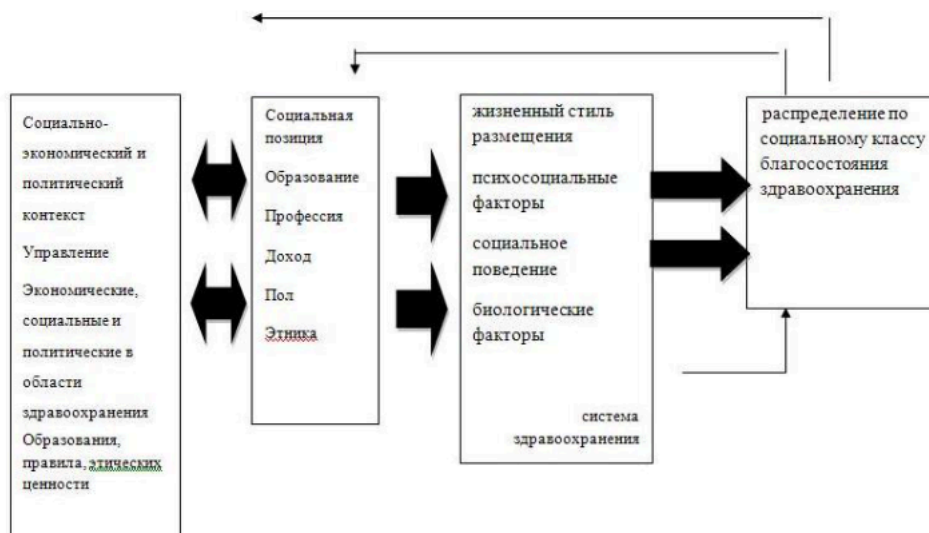 Социально-
экономический и
политический
контекст
Управление
Экономические,
социальные и
политические в
области
здравоохранения
Образования,
правила, этических
ценности
Социальная
позиция
Образование
Профессия
Доход
Пол
Этника
жизненный стиль
размещения
психосоциальные
факторы
социальное
поведение
биологические
факторы
система
здравоохранения
распределение по
социальному классу
благосостояния
здравоохранения